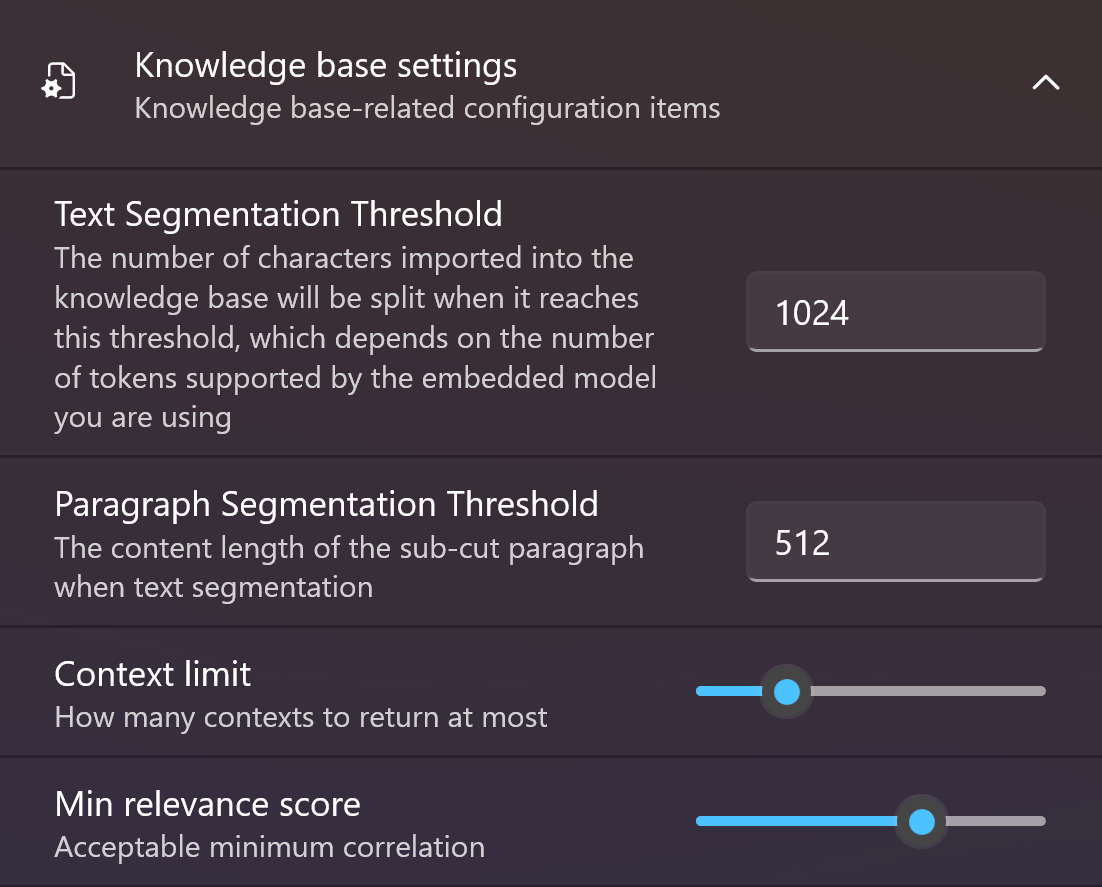 Knowledge base settings
Knowledge base-related configuration items
Text Segmentation Threshold
The number of characters imported into the
knowledge base will be split when it reaches
this threshold, which depends on the number
of tokens supported by the embedded model
you are using
1024
Paragraph Segmentation Threshold
The content length of the sub-cut paragraph
when text segmentation
512
Context limit
How many contexts to return at most
Min relevance score
Acceptable minimum correlation